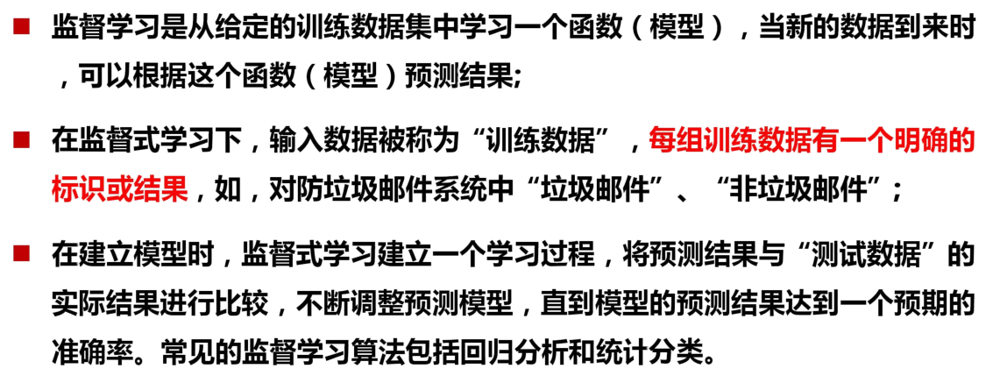 ■ 监督学习是从给定的训练数据集中学习一个函数（模型），当新的数据到来时
，可以根据这个函数（模型）预测结果;
■ 在监督式学习下，输入数据被称为“训练数据”，每组训练数据有一个明确的
标识或结果，如，对防垃圾邮件系统中“垃圾邮件”、“非垃圾邮件”;
■ 在建立模型时，监督式学习建立一个学习过程，将预测结果与“测试数据”的
实际结果进行比较，不断调整预测模型，直到模型的预测结果达到一个预期的
准确率。常见的监督学习算法包括回归分析和统计分类。